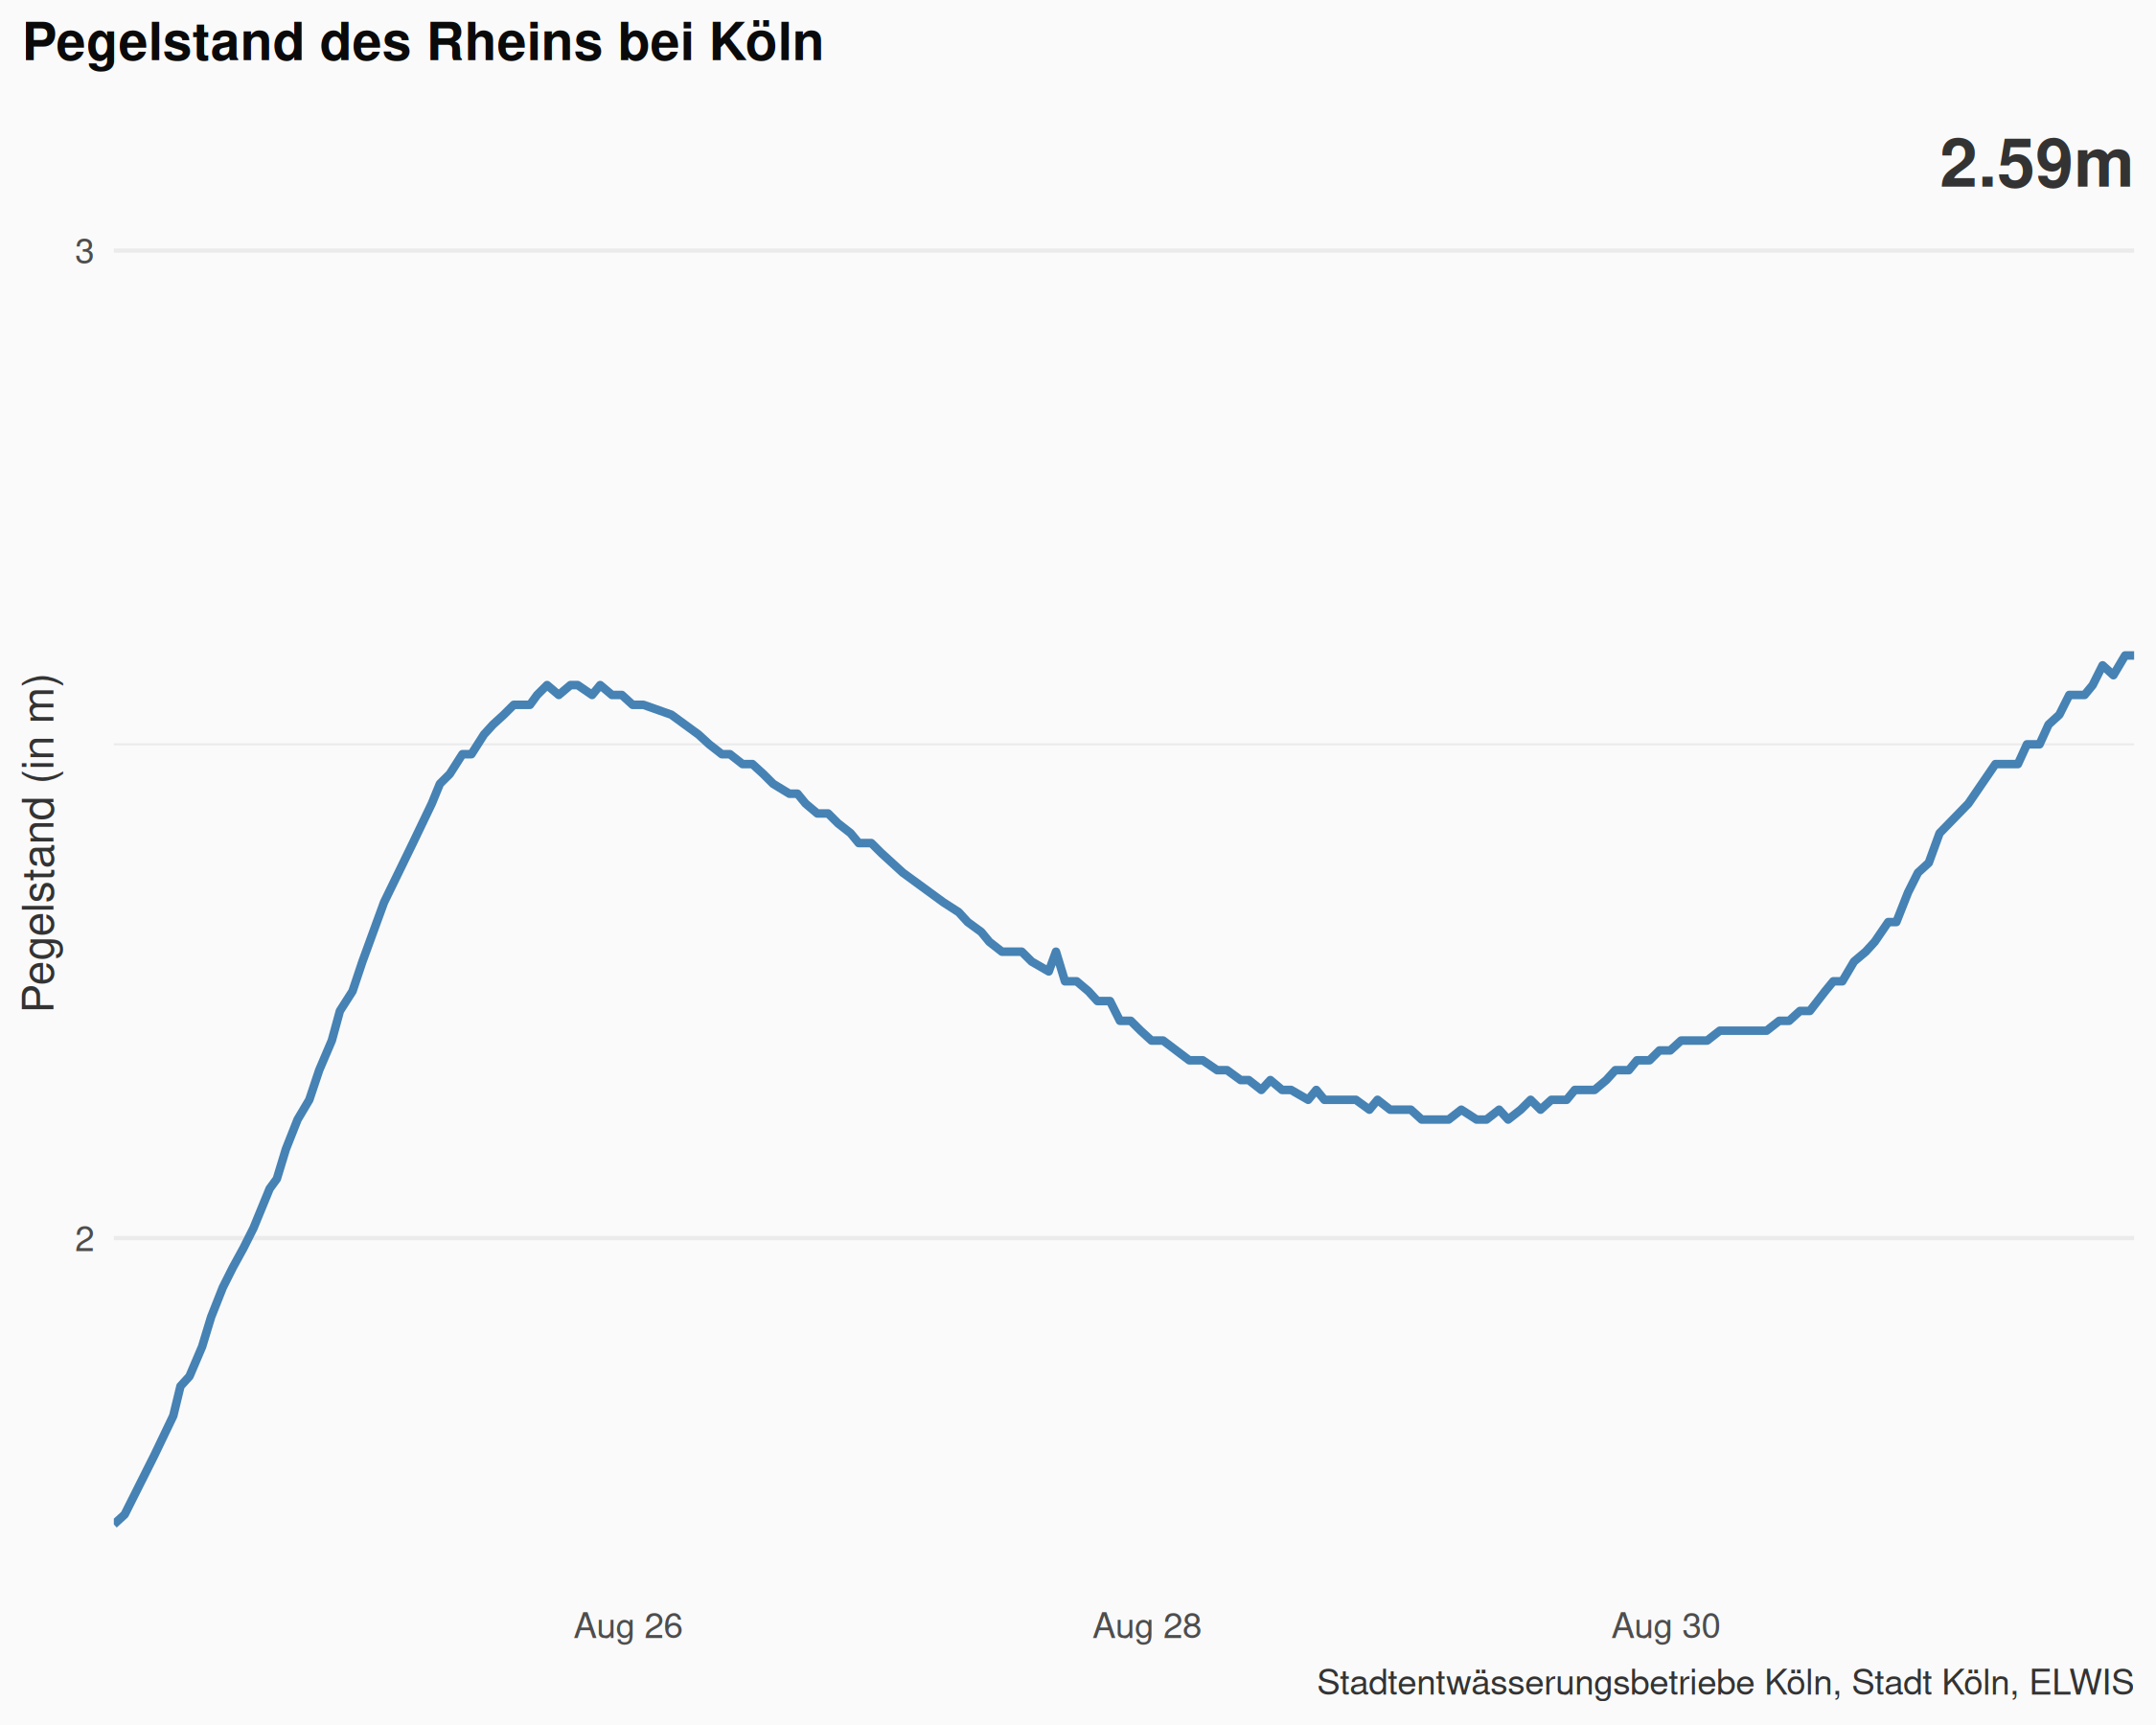 Pegelstand des Rheins bei Köln
2.59m
3
Pegelstand (in m)
2
Aug 26
Aug 28
Aug 30
Stadtentwässerungsbetriebe Köln, Stadt Köln, ELWIS